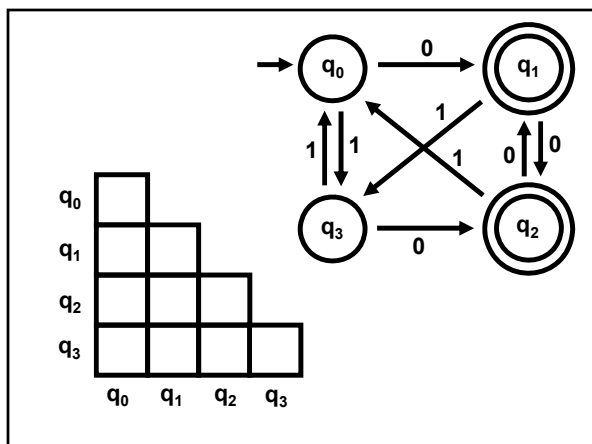 q₀ 0 q₁
1 1 1 1 0 0
q₃ 0 q₂
q₀
q₁
q₂
q₃
q₀ q₁ q₂ q₃